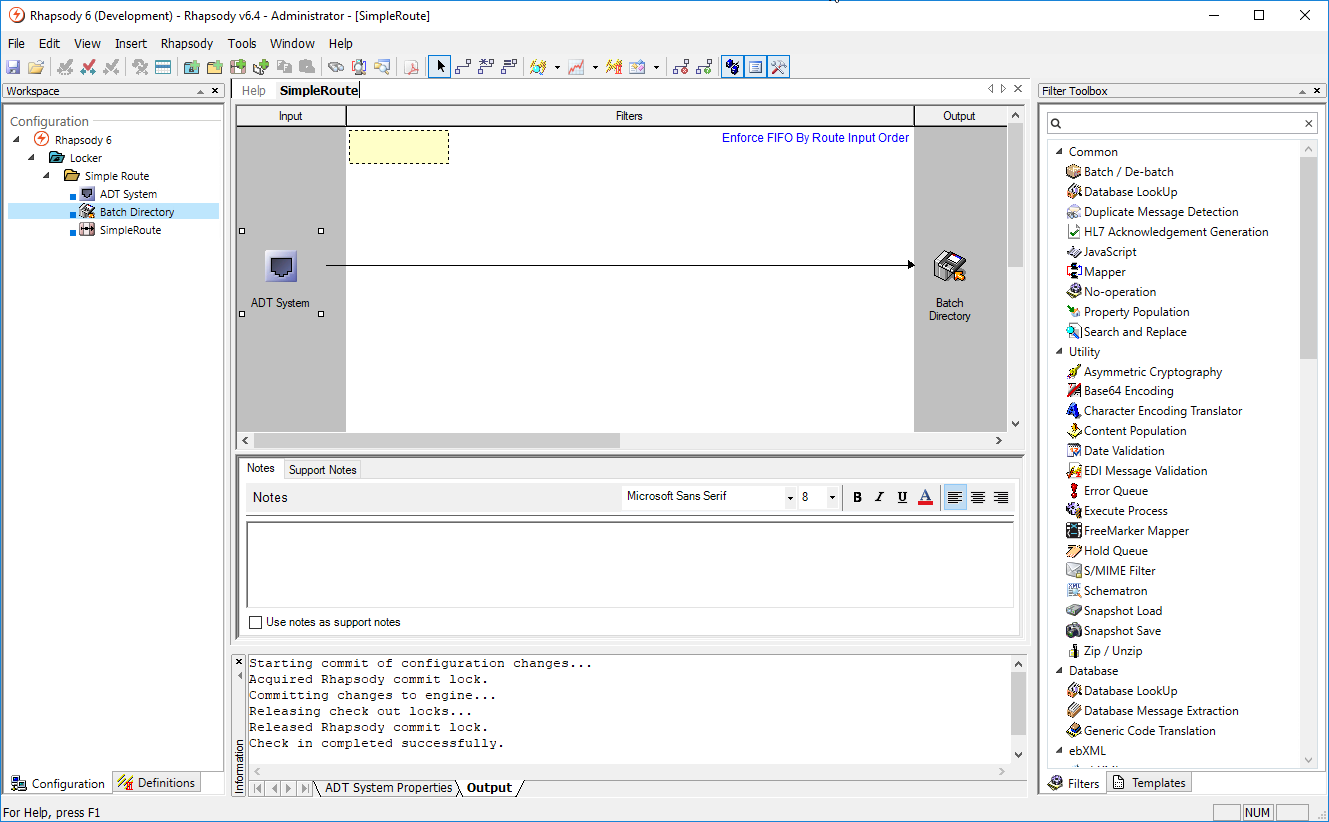 Rhapsody 6 (Development) - Rhapsody v6.4 - Administrator - [SimpleRoute]
File Edit View Insert Rhapsody Tools Window Help
Workspace
Configuration
Rhapsody 6
Locker
Simple Route
ADT System
Batch Directory
SimpleRoute
Configuration Definitions
Help SimpleRoute
Input Filters Output
Enforce FIFO By Route Input Order
ADT System
Batch
Directory
Notes Support Notes
Notes Microsoft Sans Serif 8 B I U A
Use notes as support notes
Information
Starting commit of configuration changes...
Acquired Rhapsody commit lock.
Committing changes to engine...
Releasing check out locks...
Released Rhapsody commit lock.
Check in completed successfully.
ADT System Properties Output
Filter Toolbox
Common
Batch / De-batch
Database LookUp
Duplicate Message Detection
HL7 Acknowledgement Generation
JavaScript
Mapper
No-operation
Property Population
Search and Replace
Utility
Asymmetric Cryptography
Base64 Encoding
Character Encoding Translator
Content Population
Date Validation
EDI Message Validation
Error Queue
Execute Process
FreeMarker Mapper
Hold Queue
S/MIME Filter
Schematron
Snapshot Load
Snapshot Save
Zip / Unzip
Database
Database LookUp
Database Message Extraction
Generic Code Translation
ebXML
Filters Templates
For Help, press F1 NUM